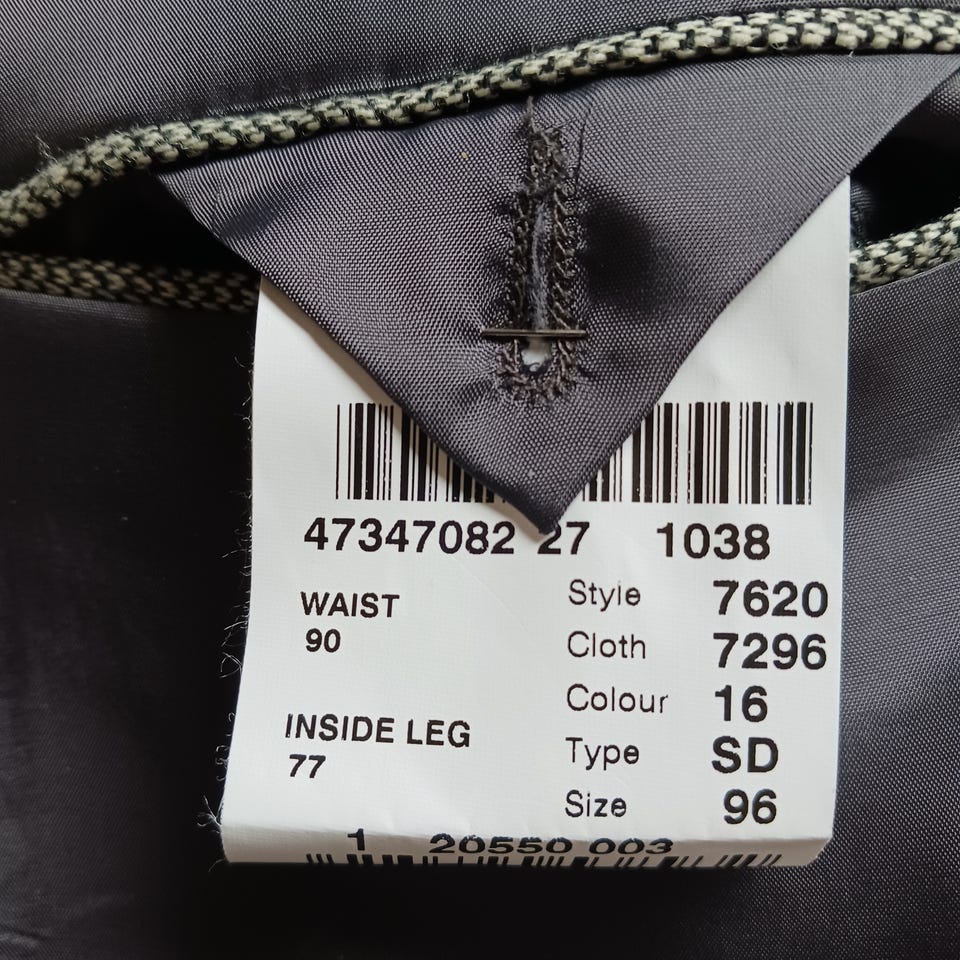 47347082 27 1038
WAIST
90
INSIDE LEG
77
Style 7620
Cloth 7296
Colour 16
Type SD
Size 96
1 20550 003